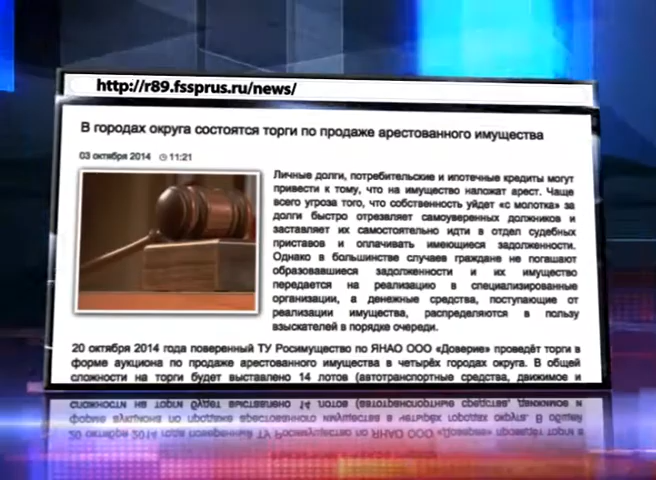 http://r89.fssprus.ru/news/
В городах округа состоятся торги по продаже арестованного имущества
03 октября 2014 11:21
Личные долги, потребительские и ипотечные кредиты могут
привести к тому, что на имущество наложат арест. Чаще
всего угроза того, что собственность уйдет «с молотка» за
долги быстро отрезвляет самоуверенных должников и
заставляет их самостоятельно идти в отдел судебных
приставов и оплачивать имеющиеся задолженности.
Однако в большинстве случаев граждане не погашают
образовавшиеся задолженности и их имущество
передается на реализацию в специализированные
организации, а денежные средства, поступающие от
реализации имущества, распределяются в пользу
взыскателей в порядке очереди.
20 октября 2014 года поверенный ТУ Росимущество по ЯНАО ООО «Доверие» проведёт торги в
форме аукциона по продаже арестованного имущества в четырёх городах округа. В общей
сложности на торги будет выставлено 14 лотов (автотранспортные средства, движимое и